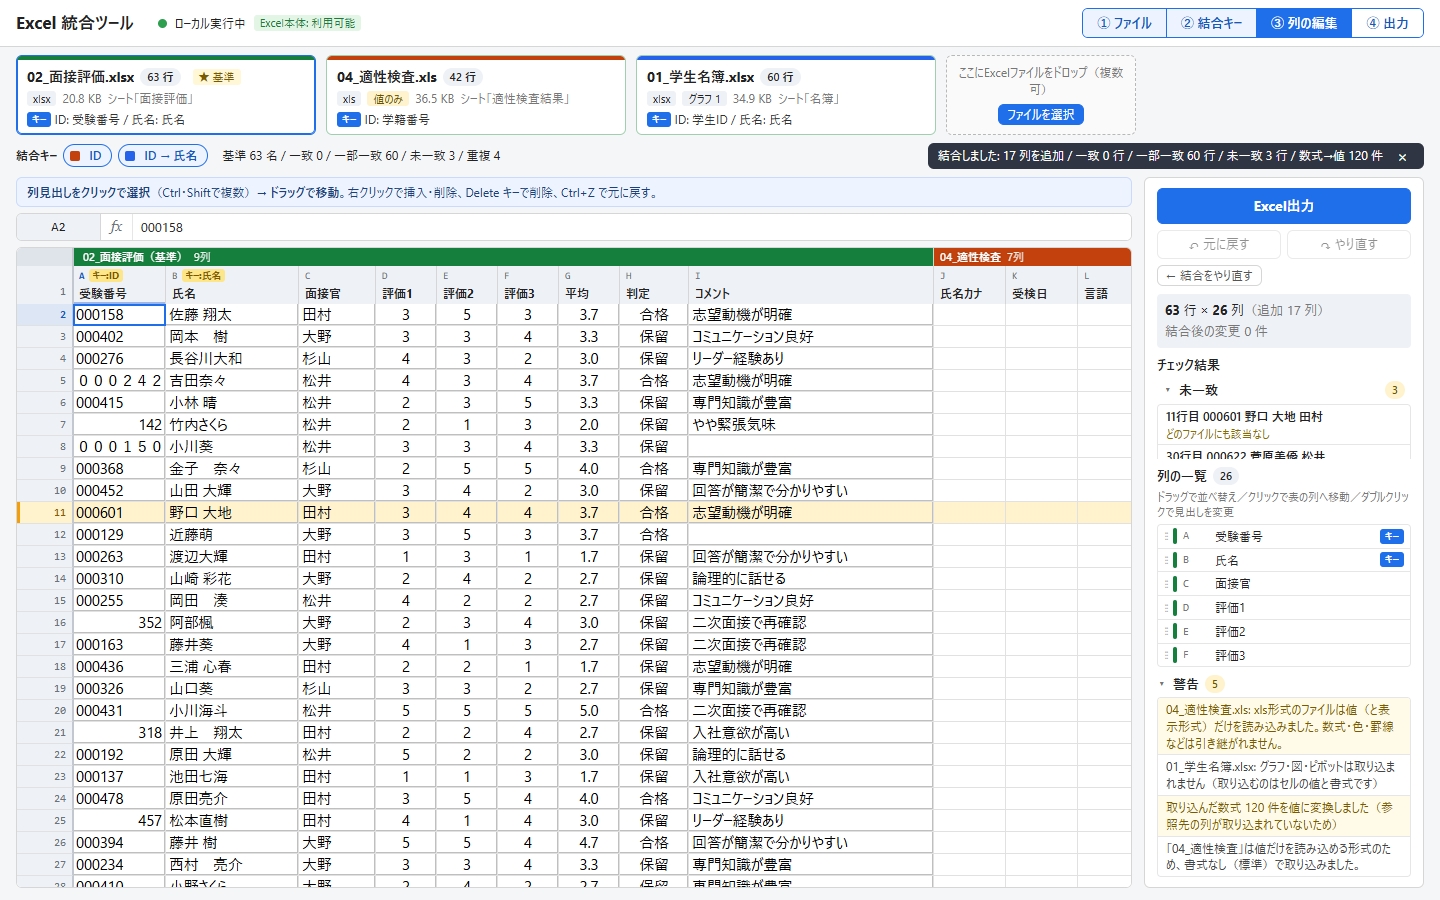 Excel 統合ツール
ローカル実行中
Excel本体: 利用可能
① ファイル
② 結合キー
③ 列の編集
④ 出力
02_面接評価.xlsx 63 行 ★ 基準
xlsx 20.8 KB シート「面接評価」
キー ID: 受験番号 / 氏名: 氏名
04_適性検査.xls 42 行
xls 値のみ 36.5 KB シート「適性検査結果」
キー ID: 学籍番号
01_学生名簿.xlsx 60 行
xlsx グラフ 1 34.9 KB シート「名簿」
キー ID: 学生ID / 氏名: 氏名
ここにExcelファイルをドロップ（複数可）
ファイルを選択
結合キー ID ID → 氏名 基準 63 名 / 一致 0 / 一部一致 60 / 未一致 3 / 重複 4
結合しました: 17 列を追加 / 一致 0 行 / 一部一致 60 行 / 未一致 3 行 / 数式→値 120 件 ×
列見出しをクリックで選択（Ctrl・Shiftで複数）→ ドラッグで移動。右クリックで挿入・削除、Delete キーで削除、Ctrl+Z で元に戻す。
A2 fx 000158
02_面接評価（基準） 9列 04_適性検査 7列
A キー:ID B キー:氏名 C D E F G H I J K L
1 受験番号 氏名 面接官 評価1 評価2 評価3 平均 判定 コメント 氏名カナ 受検日 言語
2 000158 佐藤 翔太 田村 3 5 3 3.7 合格 志望動機が明確
3 000402 岡本　樹 大野 3 3 4 3.3 保留 コミュニケーション良好
4 000276 長谷川大和 杉山 4 3 2 3.0 保留 リーダー経験あり
5 ０００２４２ 吉田奈々 松井 4 3 4 3.7 合格 志望動機が明確
6 000415 小林 晴 松井 2 3 5 3.3 保留 専門知識が豊富
7 142 竹内さくら 松井 2 1 3 2.0 保留 やや緊張気味
8 ０００１５０ 小川葵 松井 3 3 4 3.3 保留
9 000368 金子　奈々 杉山 2 5 5 4.0 合格 専門知識が豊富
10 000452 山田 大輝 大野 3 4 2 3.0 保留 回答が簡潔で分かりやすい
11 000601 野口 大地 田村 3 4 4 3.7 合格 志望動機が明確
12 000129 近藤萌 大野 3 5 3 3.7 合格
13 000263 渡辺大輝 田村 1 3 1 1.7 保留 回答が簡潔で分かりやすい
14 000310 山崎 彩花 大野 2 4 2 2.7 保留 論理的に話せる
15 000255 岡田　湊 松井 4 2 2 2.7 保留 コミュニケーション良好
16 352 阿部楓 大野 2 3 4 3.0 保留 二次面接で再確認
17 000163 藤井葵 大野 4 1 3 2.7 保留 二次面接で再確認
18 000436 三浦 心春 田村 2 2 1 1.7 保留 志望動機が明確
19 000326 山口葵 杉山 3 3 2 2.7 保留 専門知識が豊富
20 000431 小川海斗 松井 5 5 5 5.0 合格 二次面接で再確認
21 318 井上　翔太 田村 2 2 4 2.7 保留 入社意欲が高い
22 000192 原田 大輝 松井 5 2 2 3.0 保留 論理的に話せる
23 000137 池田七海 田村 1 1 3 1.7 保留 入社意欲が高い
24 000478 原田亮介 田村 3 5 4 4.0 合格 コミュニケーション良好
25 457 松本直樹 田村 4 1 4 3.0 保留 リーダー経験あり
26 000394 藤井 樹 大野 5 5 4 4.7 合格 回答が簡潔で分かりやすい
27 000234 西村　亮介 大野 3 3 4 3.3 保留 専門知識が豊富
28 000410 小野さくら 大野 2 4 2 2.7 保留 専門知識が豊富
Excel出力
元に戻す やり直す
← 結合をやり直す
63 行 × 26 列（追加 17 列）
結合後の変更 0 件
チェック結果
未一致 3
11行目 000601 野口 大地 田村
どのファイルにも該当なし
30行目 000622 菅原美優 松井
列の一覧 26
ドラッグで並べ替え／クリックで表の列へ移動／ダブルクリックで見出しを変更
A 受験番号 キー
B 氏名 キー
C 面接官
D 評価1
E 評価2
F 評価3
警告 5
04_適性検査.xls: xls形式のファイルは値（と表
示形式）だけを読み込みました。数式・色・罫線
などは引き継がれません。
01_学生名簿.xlsx: グラフ・図・ピボットは取り込ま
れません（取り込むのはセルの値と書式です）
取り込んだ数式 120 件を値に変換しました（参
照先の列が取り込まれていないため）
「04_適性検査」は値だけを読み込める形式のた
め、書式なし（標準）で取り込みました。